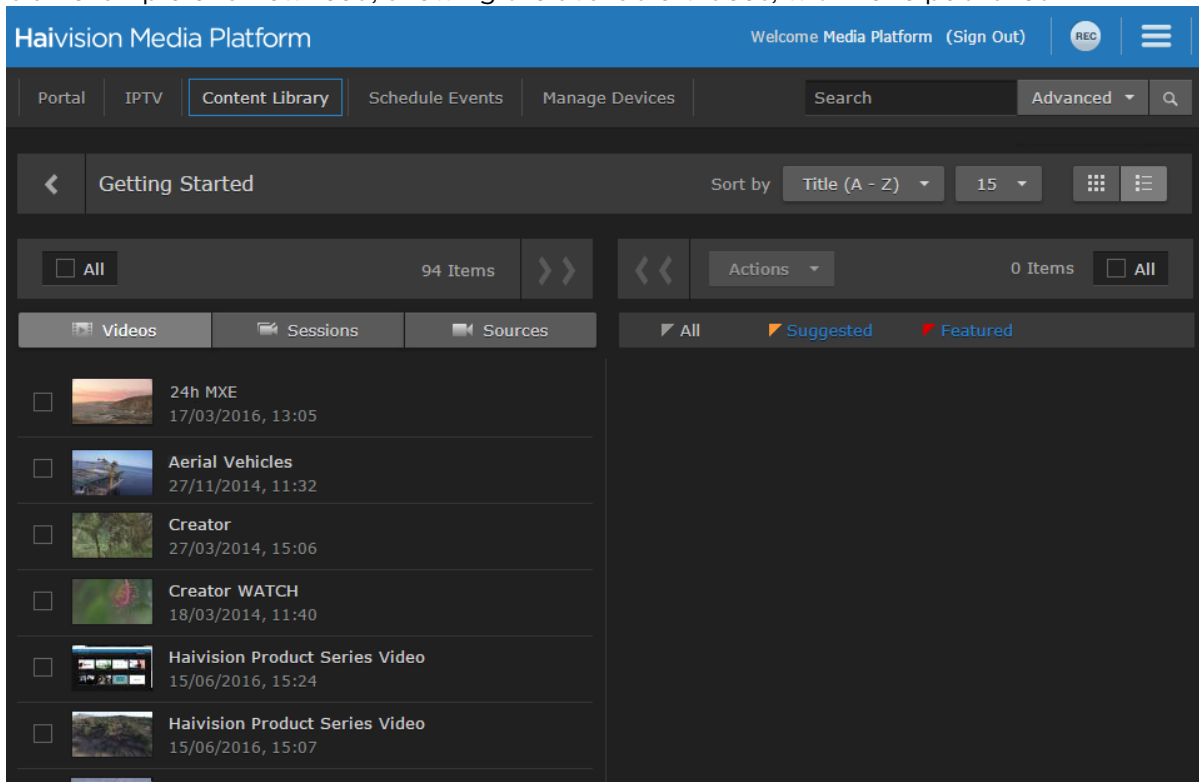 Haivision Media Platform
Welcome Media Platform (Sign Out)
REC
Portal IPTV Content Library Schedule Events Manage Devices Search Advanced
Getting Started Sort by Title (A - Z) 15
All 94 Items Actions 0 Items All
Videos Sessions Sources All Suggested Featured
24h MXE
17/03/2016, 13:05
Aerial Vehicles
27/11/2014, 11:32
Creator
27/03/2014, 15:06
Creator WATCH
18/03/2014, 11:40
Haivision Product Series Video
15/06/2016, 15:24
Haivision Product Series Video
15/06/2016, 15:07